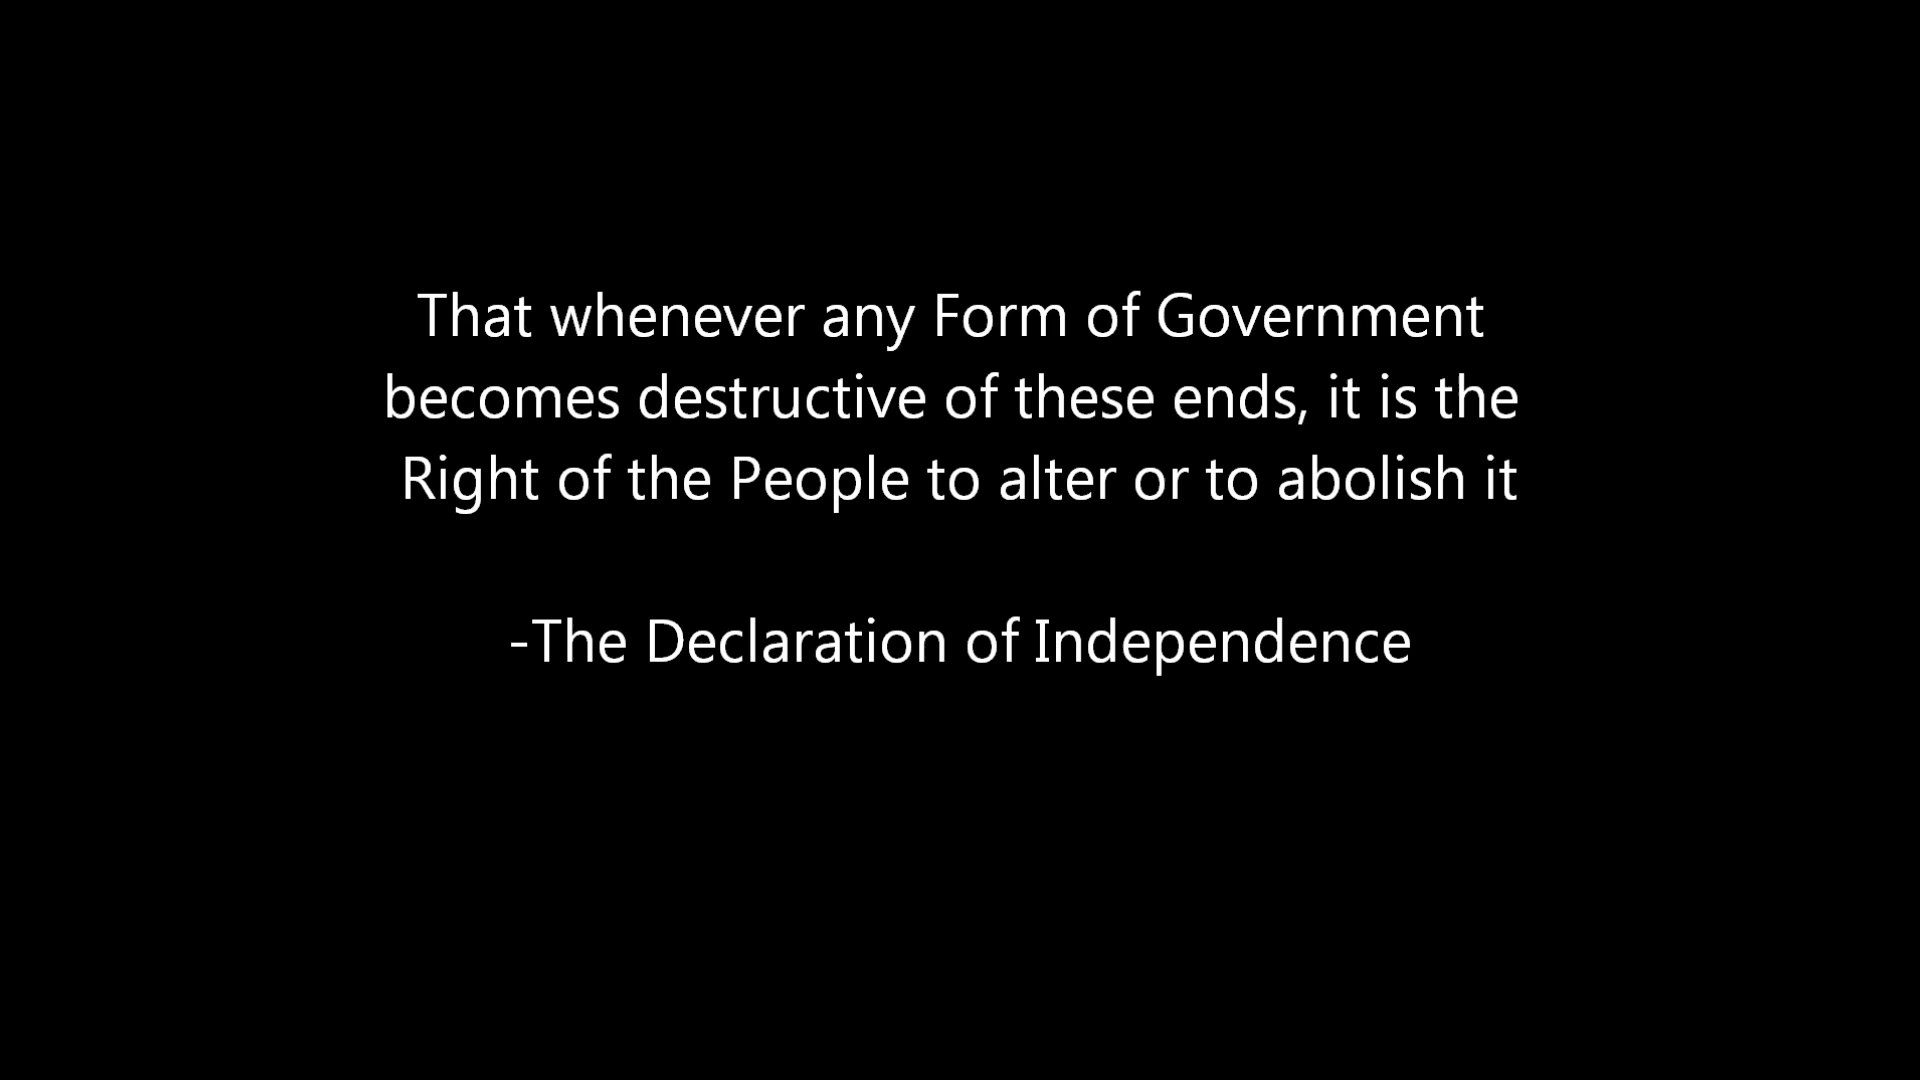 That whenever any Form of Government
becomes destructive of these ends, it is the
Right of the People to alter or to abolish it
-The Declaration of Independence